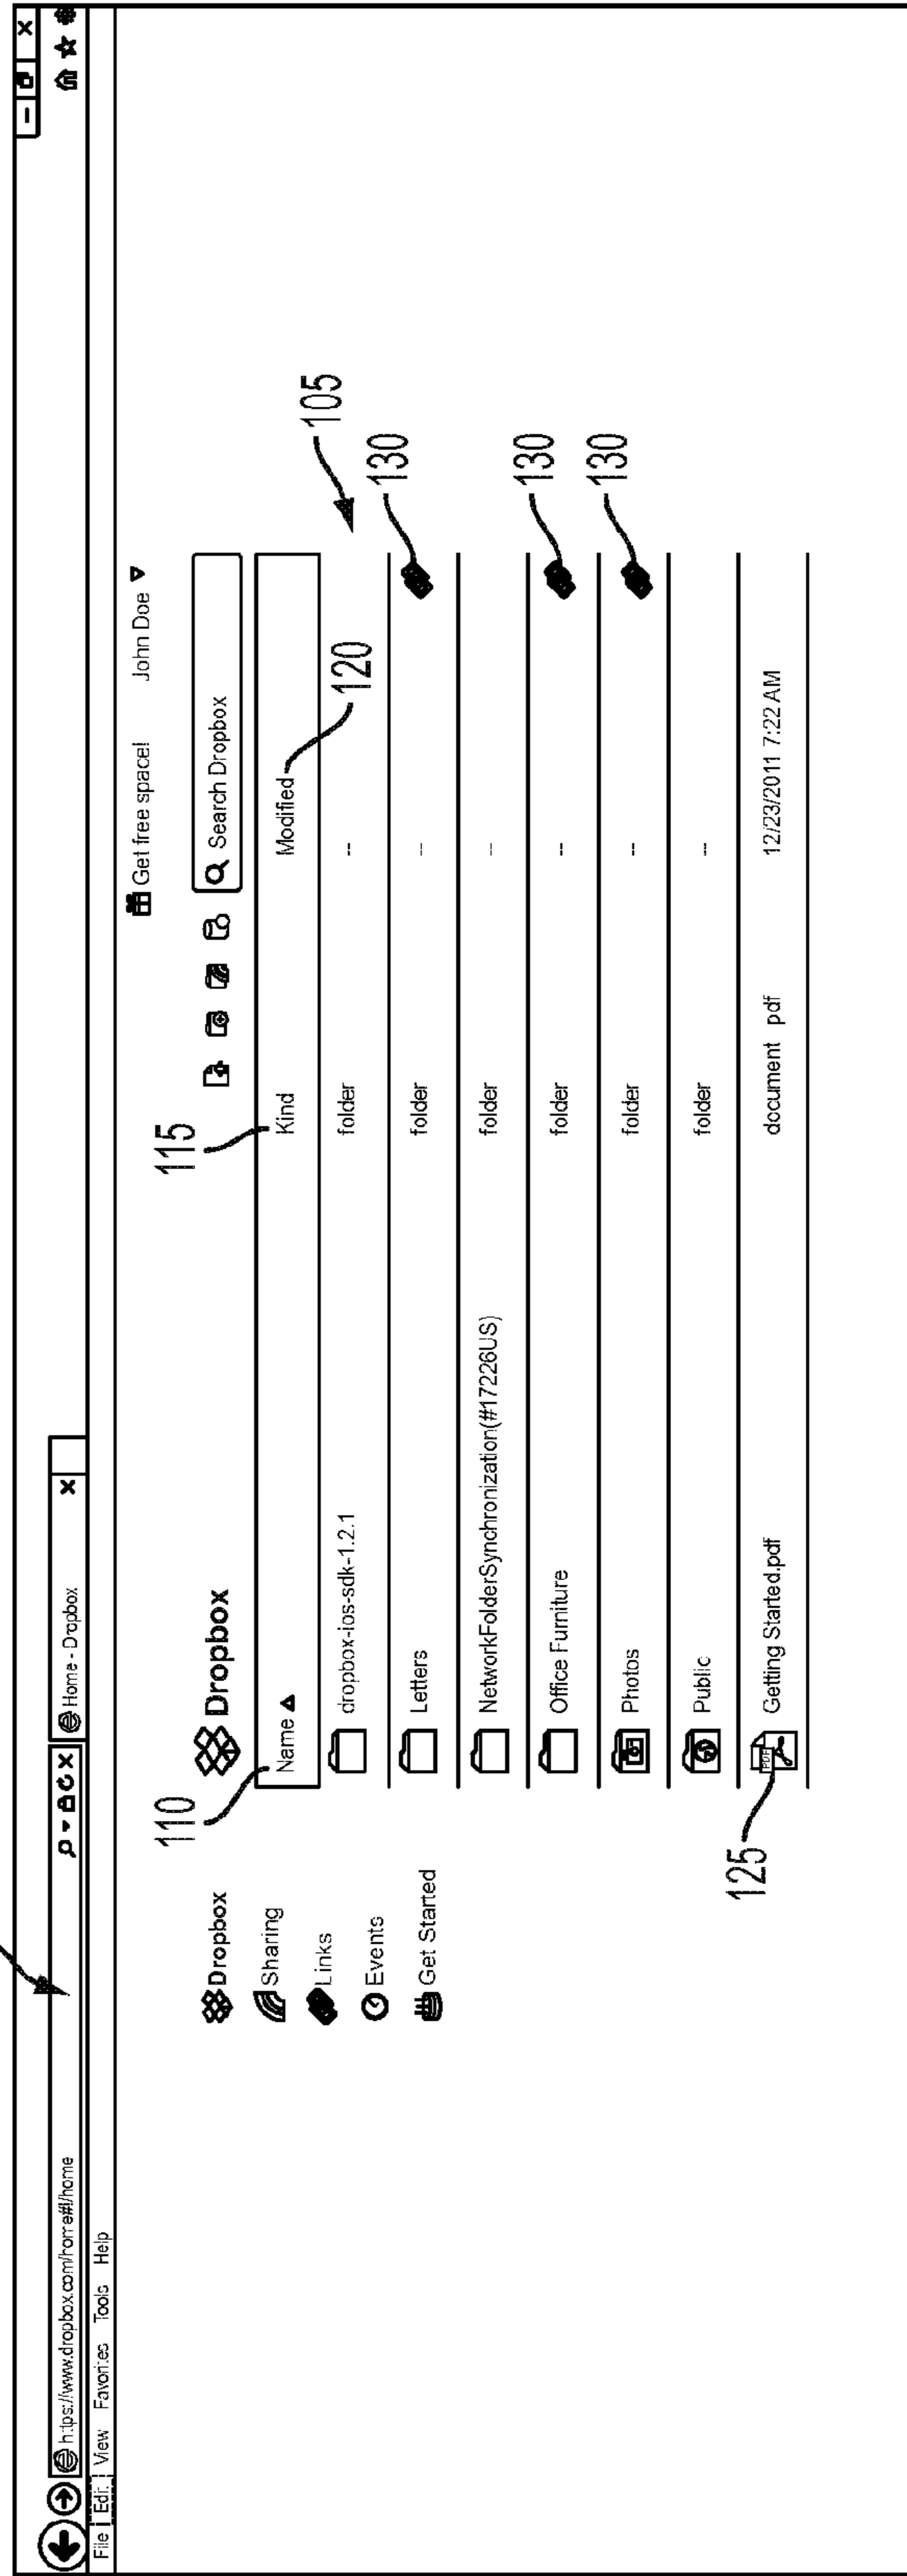 https://www.dropbox.com/home#!/home
Home - Dropbox
File Edit View Favorites Tools Help
Get free space! John Doe
Dropbox
Search Dropbox
110
115
Name Kind Modified
120
105
dropbox-ios-sdk-1.2.1 folder --
Letters folder --
130
NetworkFolderSynchronization(#17226US) folder --
Office Furniture folder --
130
Photos folder --
130
Public folder --
PDF
Getting Started.pdf document pdf 12/23/2011 7:22 AM
125
Dropbox
Sharing
Links
Events
Get Started